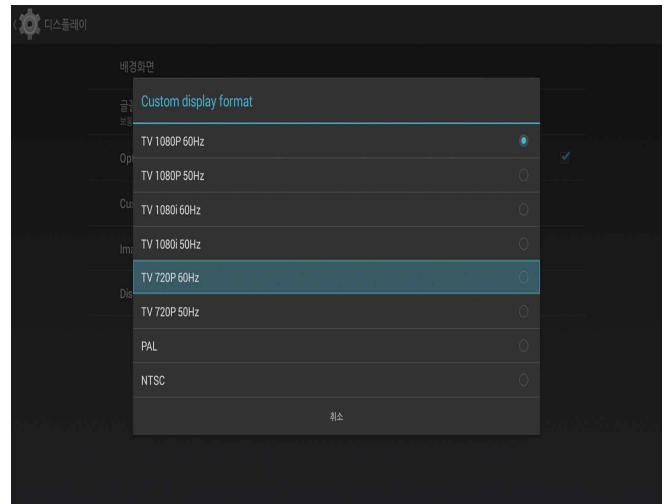 디스플레이
배경화면
Custom display format
TV 1080P 60Hz
TV 1080P 50Hz
TV 1080i 60Hz
TV 1080i 50Hz
TV 720P 60Hz
TV 720P 50Hz
PAL
NTSC
취소